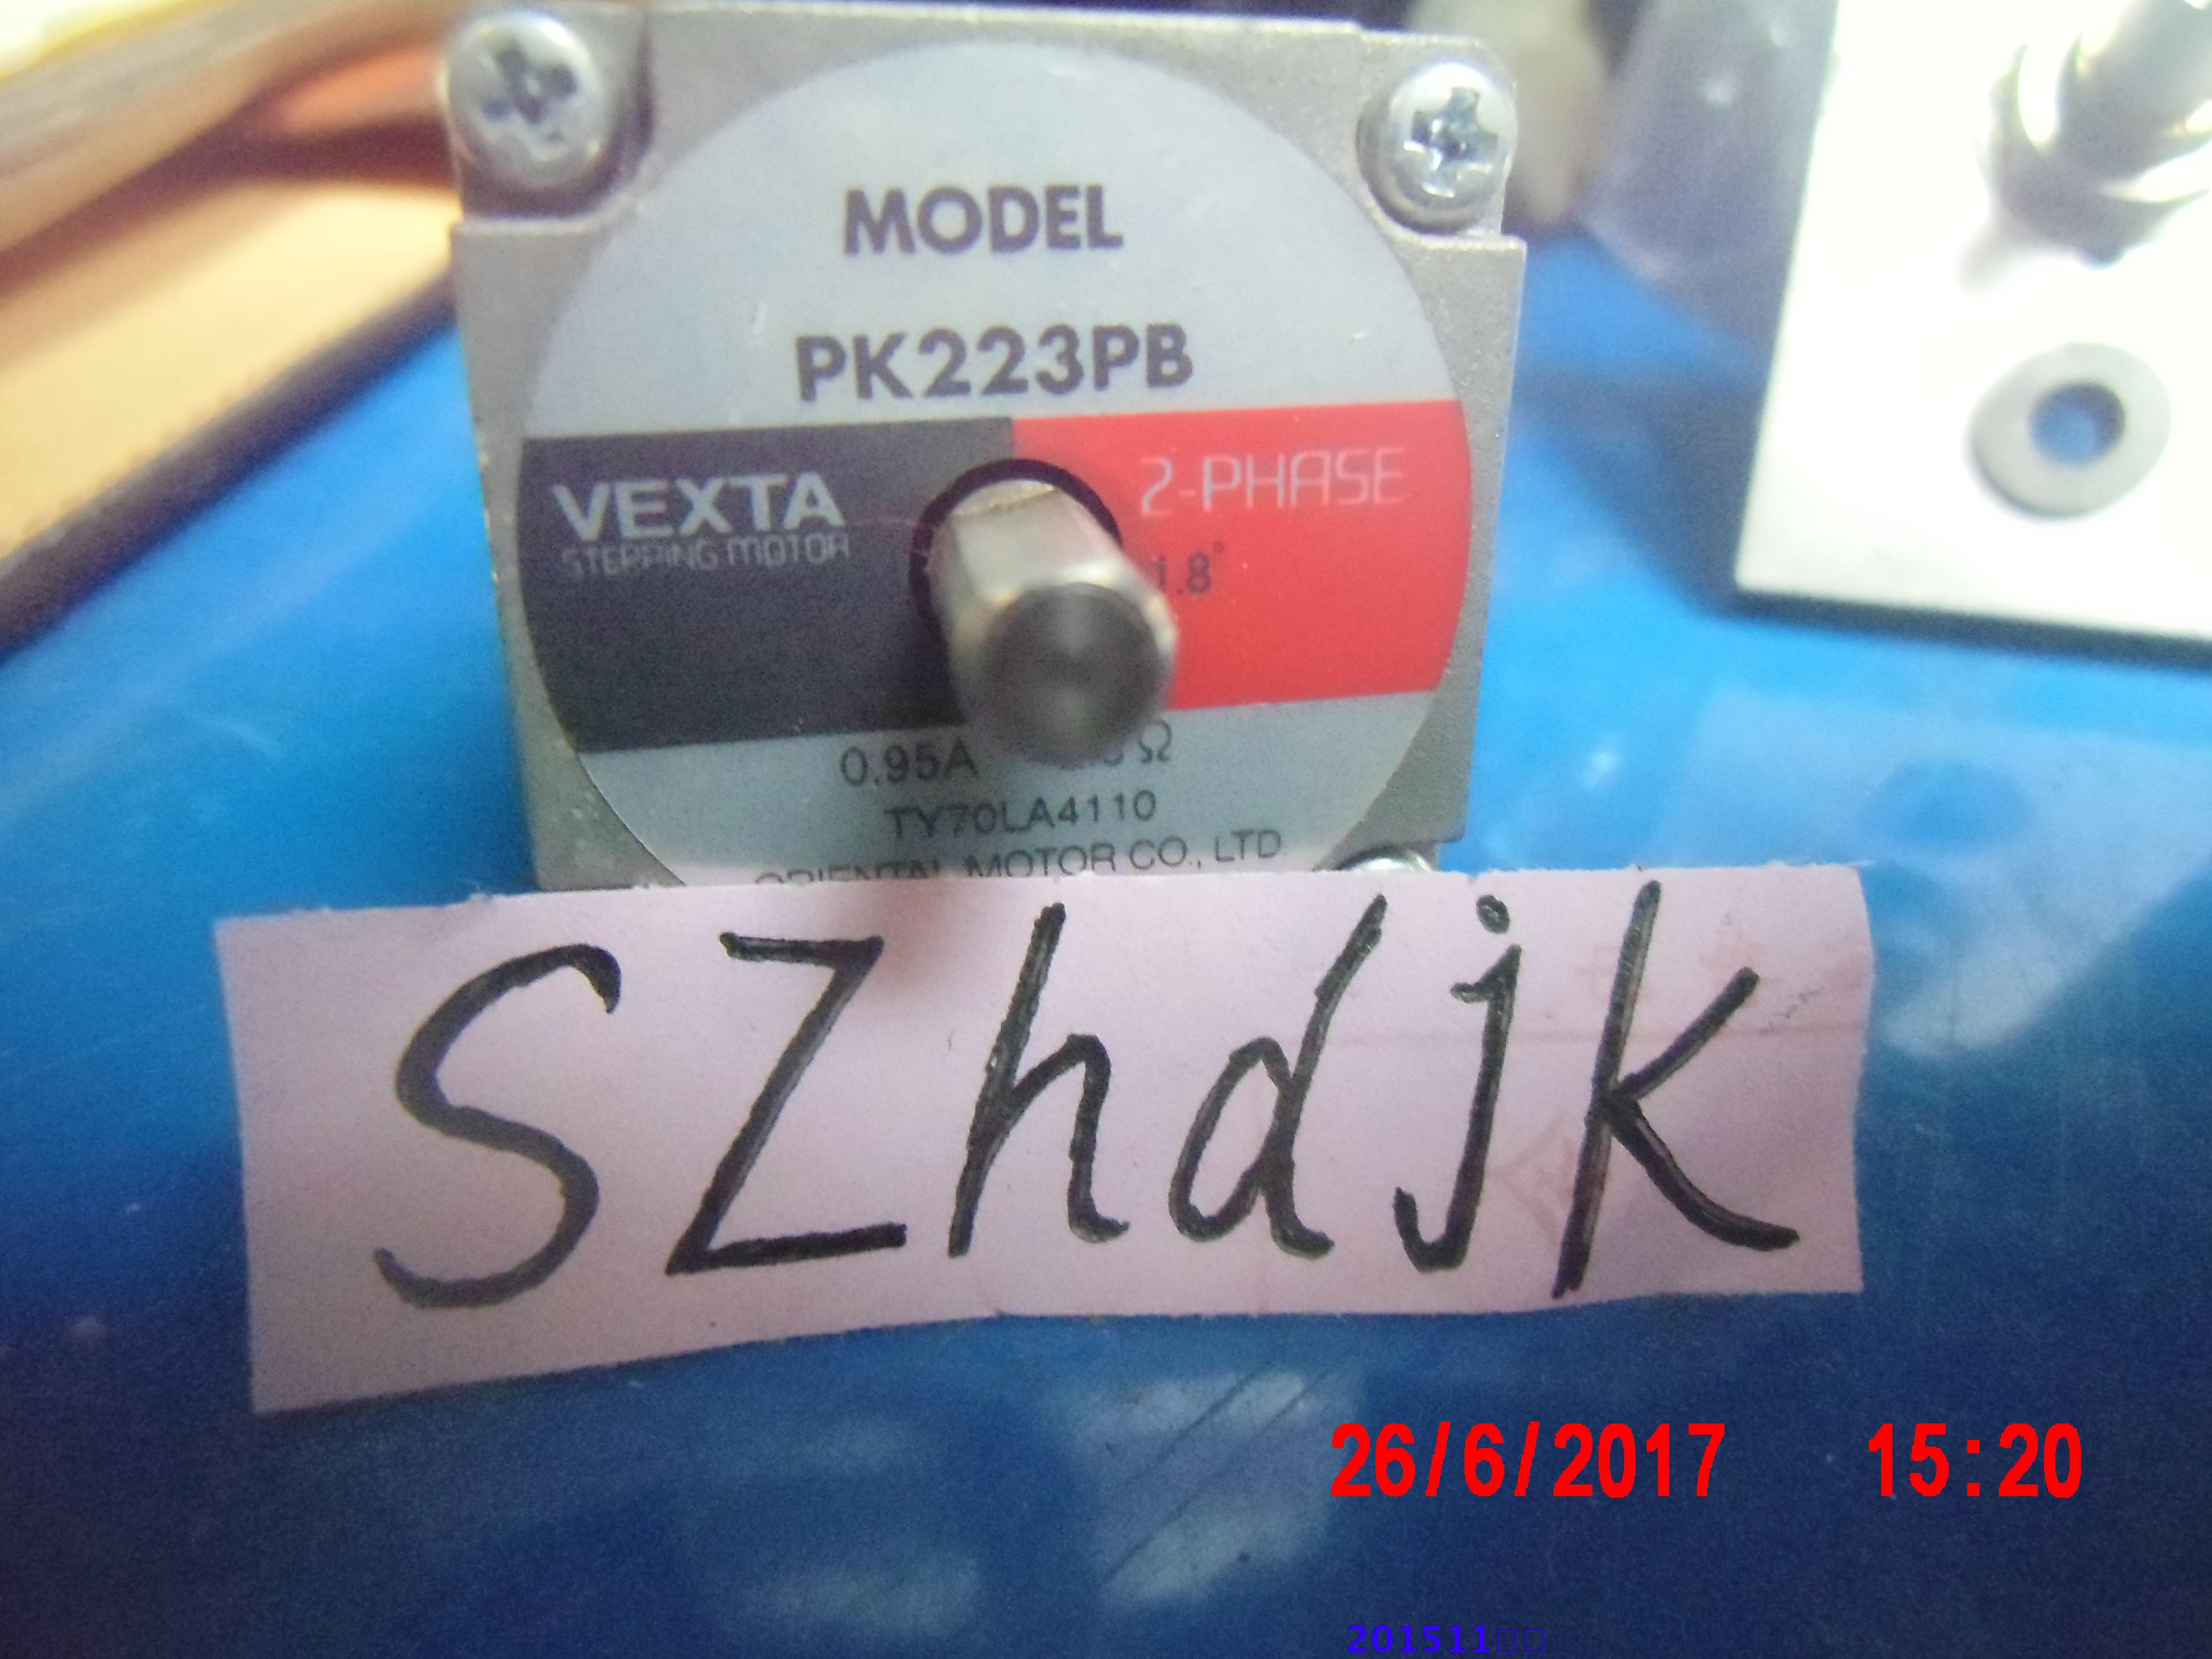 MODEL
PK223PB
VEXTA
STEPPING MOTOR
2-PHASE
1.8°
0.95A Ω
TY70LA4110
ORIENTAL MOTOR CO., LTD
SZhdjk
26/6/2017 15:20
201511